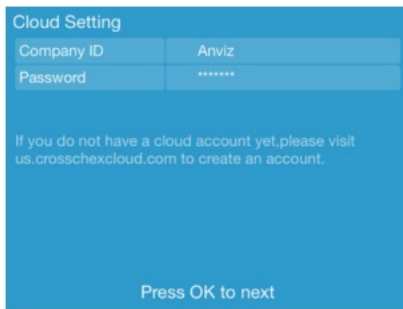 Cloud Setting
Company ID Anviz
Password *******
If you do not have a cloud account yet,please visit
us.crosschexcloud.com to create an account.
Press OK to next